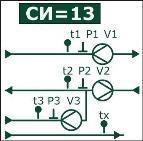 СИ=13
t1 P1 V1
t2 P2 V2
t3 P3 V3
tx